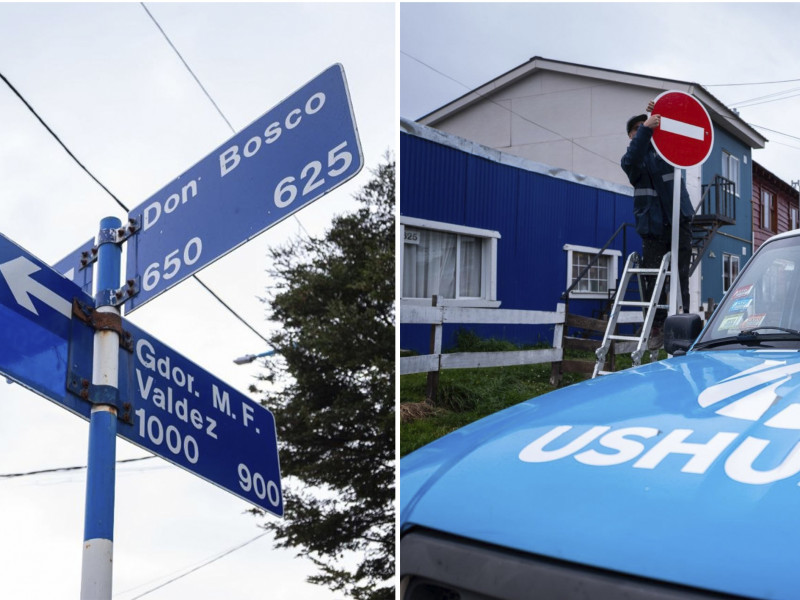 Don Bosco
625
650
Gdor. M. F.
Valdez
1000
900
USHU